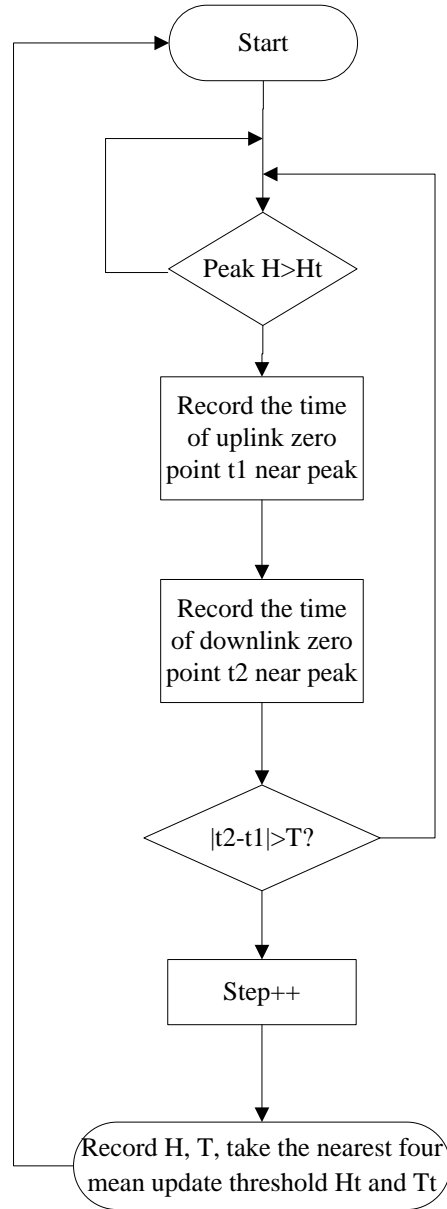 Start
Peak H>Ht
Record the time
of uplink zero
point t1 near peak
Record the time
of downlink zero
point t2 near peak
|t2-t1|>T?
Step++
Record H, T, take the nearest four
mean update threshold Ht and Tt